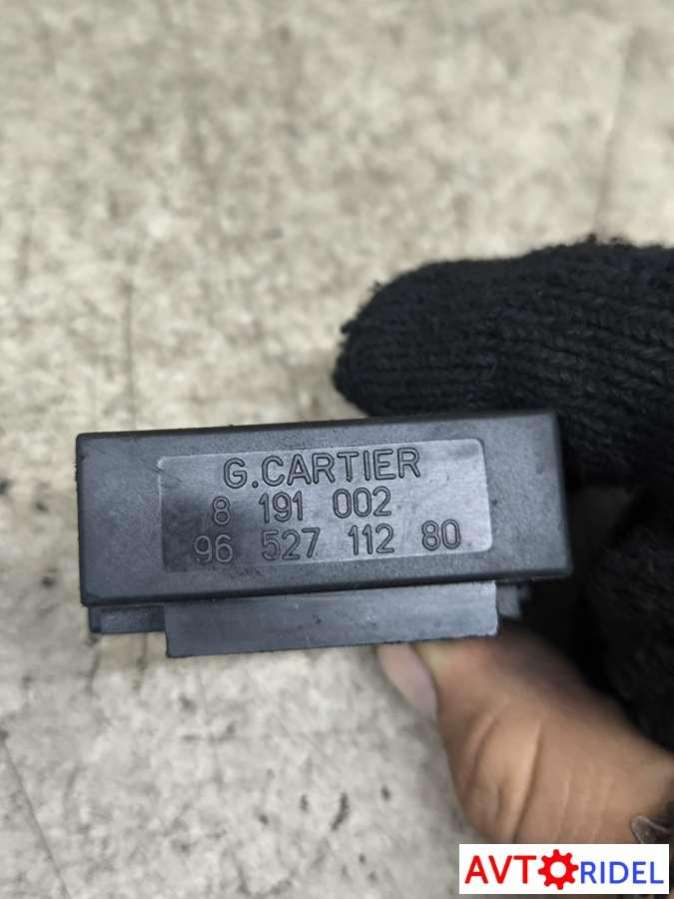 G.CARTIER
8 191 002
96 527 112 80
AVTORIDEL